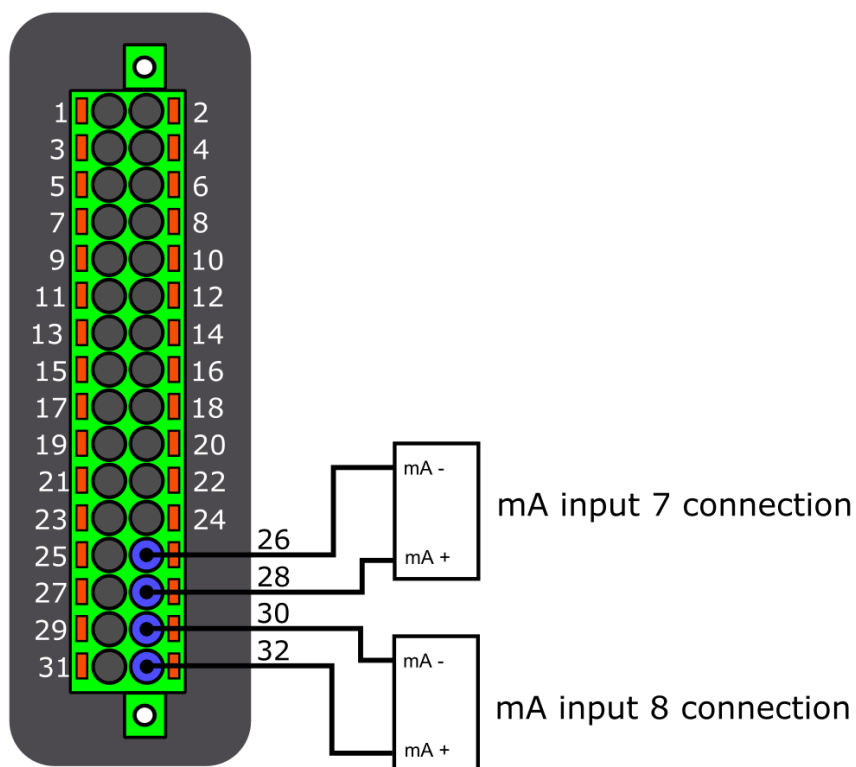 1 2
3 4
5 6
7 8
9 10
11 12
13 14
15 16
17 18
19 20
21 22
23 24
25 26
27 28
29 30
31 32
mA -
mA +
mA input 7 connection
mA -
mA +
mA input 8 connection